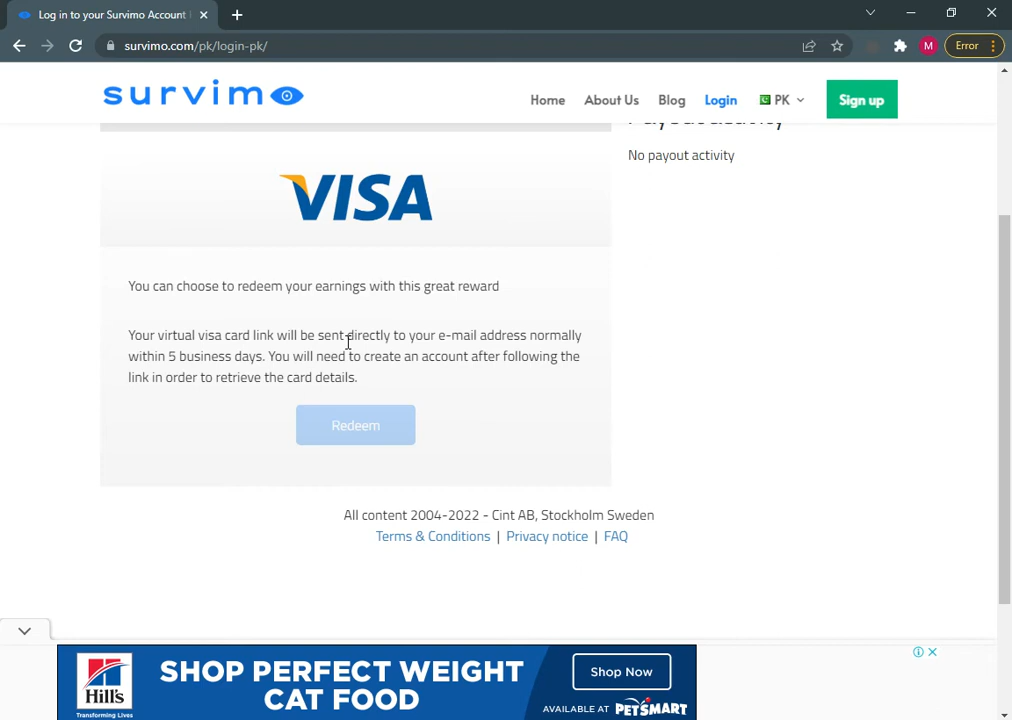 Log in to your Survimo Account
survimo.com/pk/login-pk/
M
Error
survimo
Home
About Us
Blog
Login
PK
Sign up
Payout activity
No payout activity
VISA
You can choose to redeem your earnings with this great reward
Your virtual visa card link will be sent directly to your e-mail address normally
within 5 business days. You will need to create an account after following the
link in order to retrieve the card details.
Redeem
All content 2004-2022 - Cint AB, Stockholm Sweden
Terms & Conditions | Privacy notice | FAQ
Hill's
Transforming Lives
SHOP PERFECT WEIGHT
CAT FOOD
Shop Now
AVAILABLE AT PETSMART